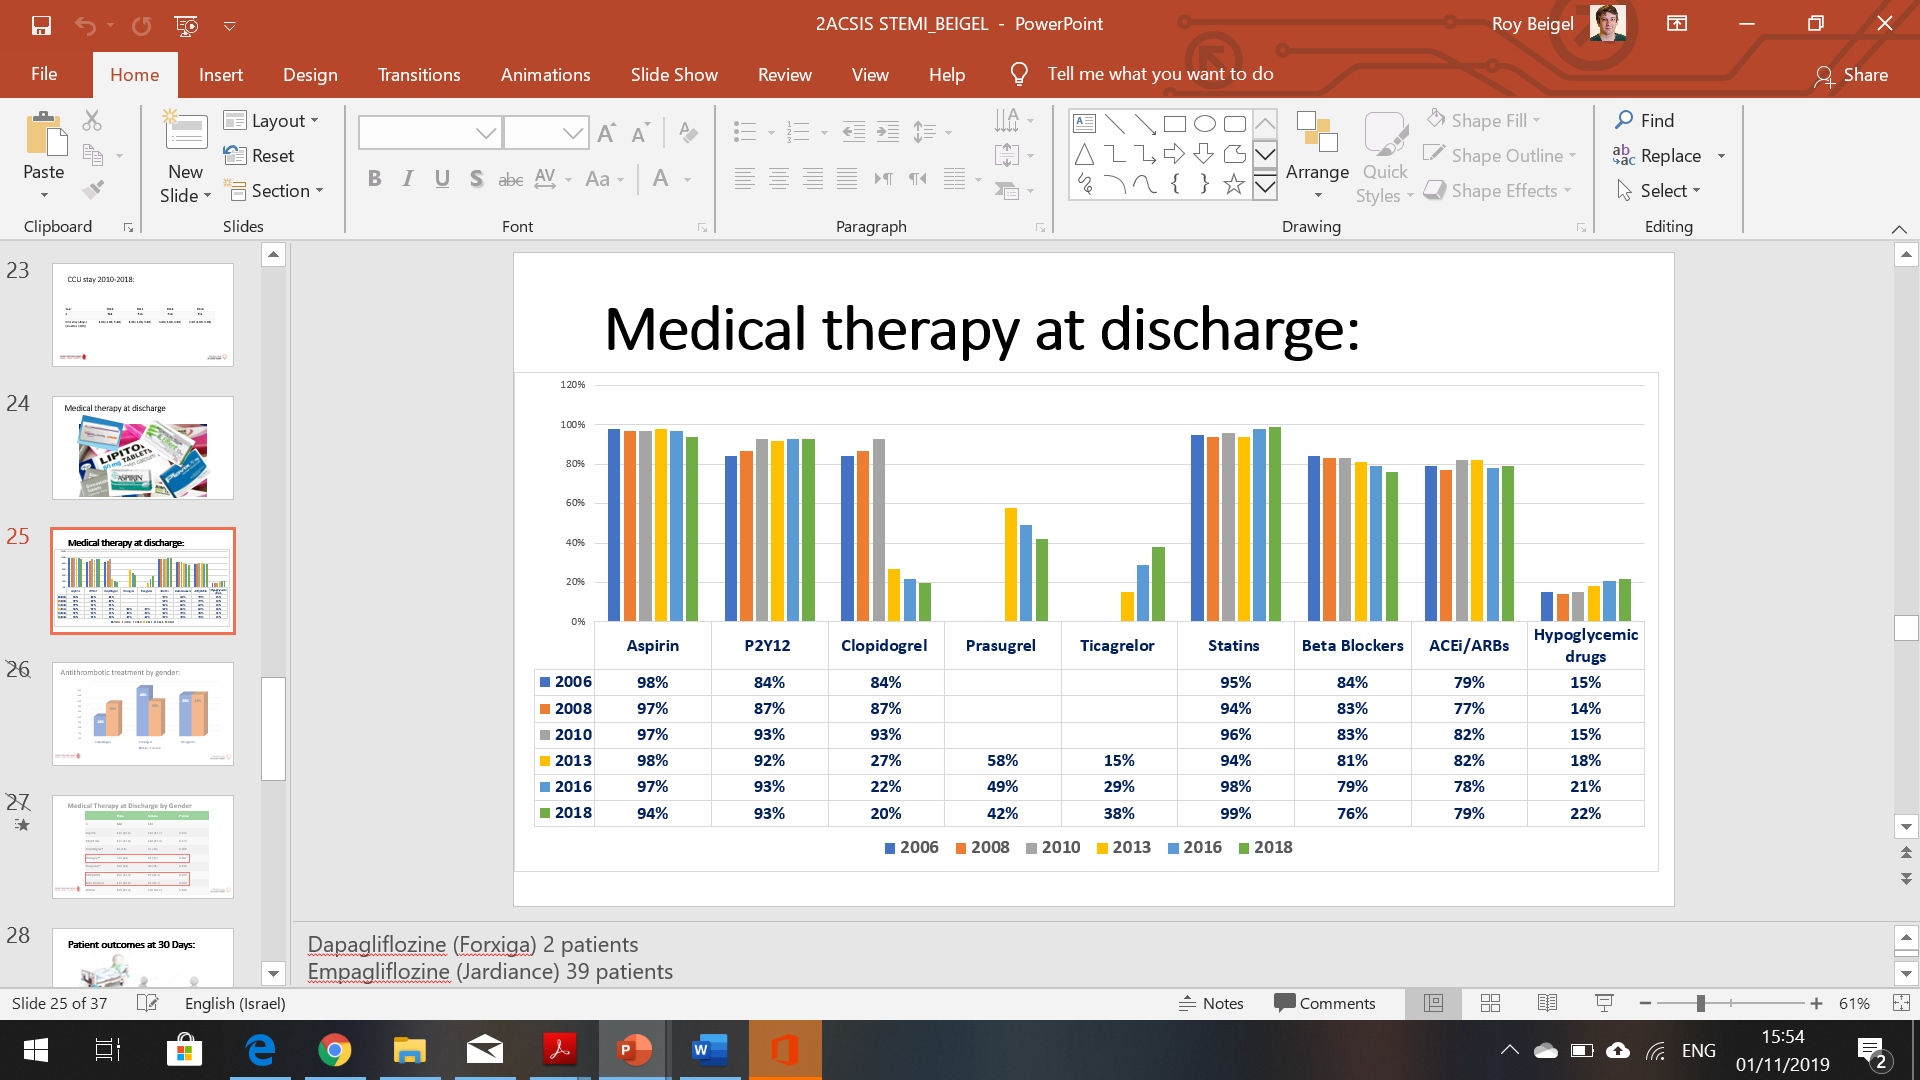 2ACSIS STEMI_BEIGEL - PowerPoint
Roy Beigel
File Home Insert Design Transitions Animations Slide Show Review View Help Tell me what you want to do Share
Paste
New Slide
Layout
Reset
Section
B I U S abc AV Aa A
Shape Fill
Shape Outline
Shape Effects
Arrange
Quick Styles
Find
Replace
Select
Clipboard Slides Font Paragraph Drawing Editing
23
CCU stay 2010-2018:
24
Medical therapy at discharge
LIPITOR
ASPIRIN
25
Medical therapy at discharge:
26
Antithrombotic treatment by gender:
27
Medical Therapy at Discharge by Gender
28
Patient outcomes at 30 Days:
Medical therapy at discharge:
120%
100%
80%
60%
40%
20%
0%
Aspirin P2Y12 Clopidogrel Prasugrel Ticagrelor Statins Beta Blockers ACEi/ARBs Hypoglycemic drugs
2006 98% 84% 84% 95% 84% 79% 15%
2008 97% 87% 87% 94% 83% 77% 14%
2010 97% 93% 93% 96% 83% 82% 15%
2013 98% 92% 27% 58% 15% 94% 81% 82% 18%
2016 97% 93% 22% 49% 29% 98% 79% 78% 21%
2018 94% 93% 20% 42% 38% 99% 76% 79% 22%
2006 2008 2010 2013 2016 2018
Dapagliflozine (Forxiga) 2 patients
Empagliflozine (Jardiance) 39 patients
Slide 25 of 37 English (Israel) Notes Comments 61%
ENG
15:54
01/11/2019
2